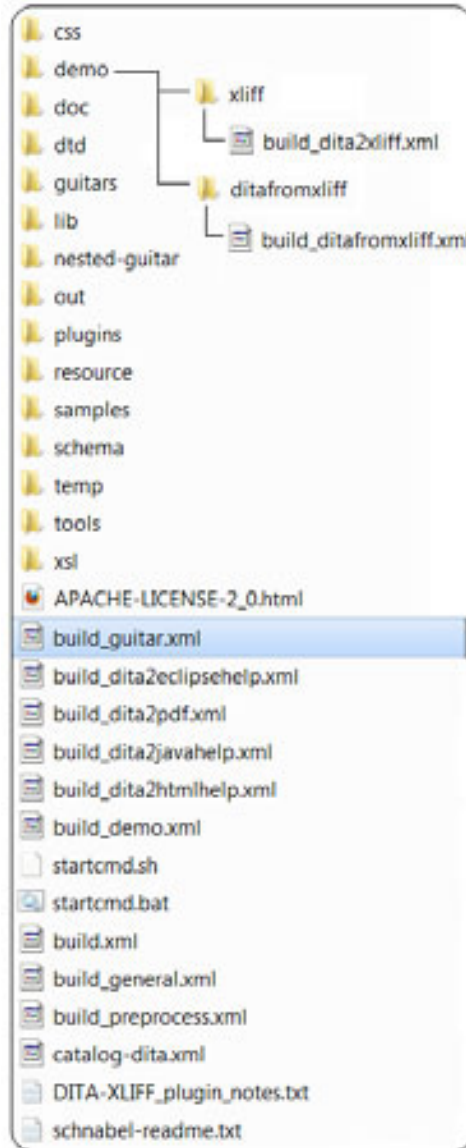 css
demo
xliff
doc
build_dita2xliff.xml
dtd
guitars
ditafromxliff
lib
build_ditafromxliff.xml
nested-guitar
out
plugins
resource
samples
schema
temp
tools
xsl
APACHE-LICENSE-2_0.html
build_guitar.xml
build_dita2eclipsehelp.xml
build_dita2pdf.xml
build_dita2javahelp.xml
build_dita2htmlhelp.xml
build_demo.xml
startcmd.sh
startcmd.bat
build.xml
build_general.xml
build_preprocess.xml
catalog-dita.xml
DITA-XLIFF_plugin_notes.txt
schnabel-readme.txt